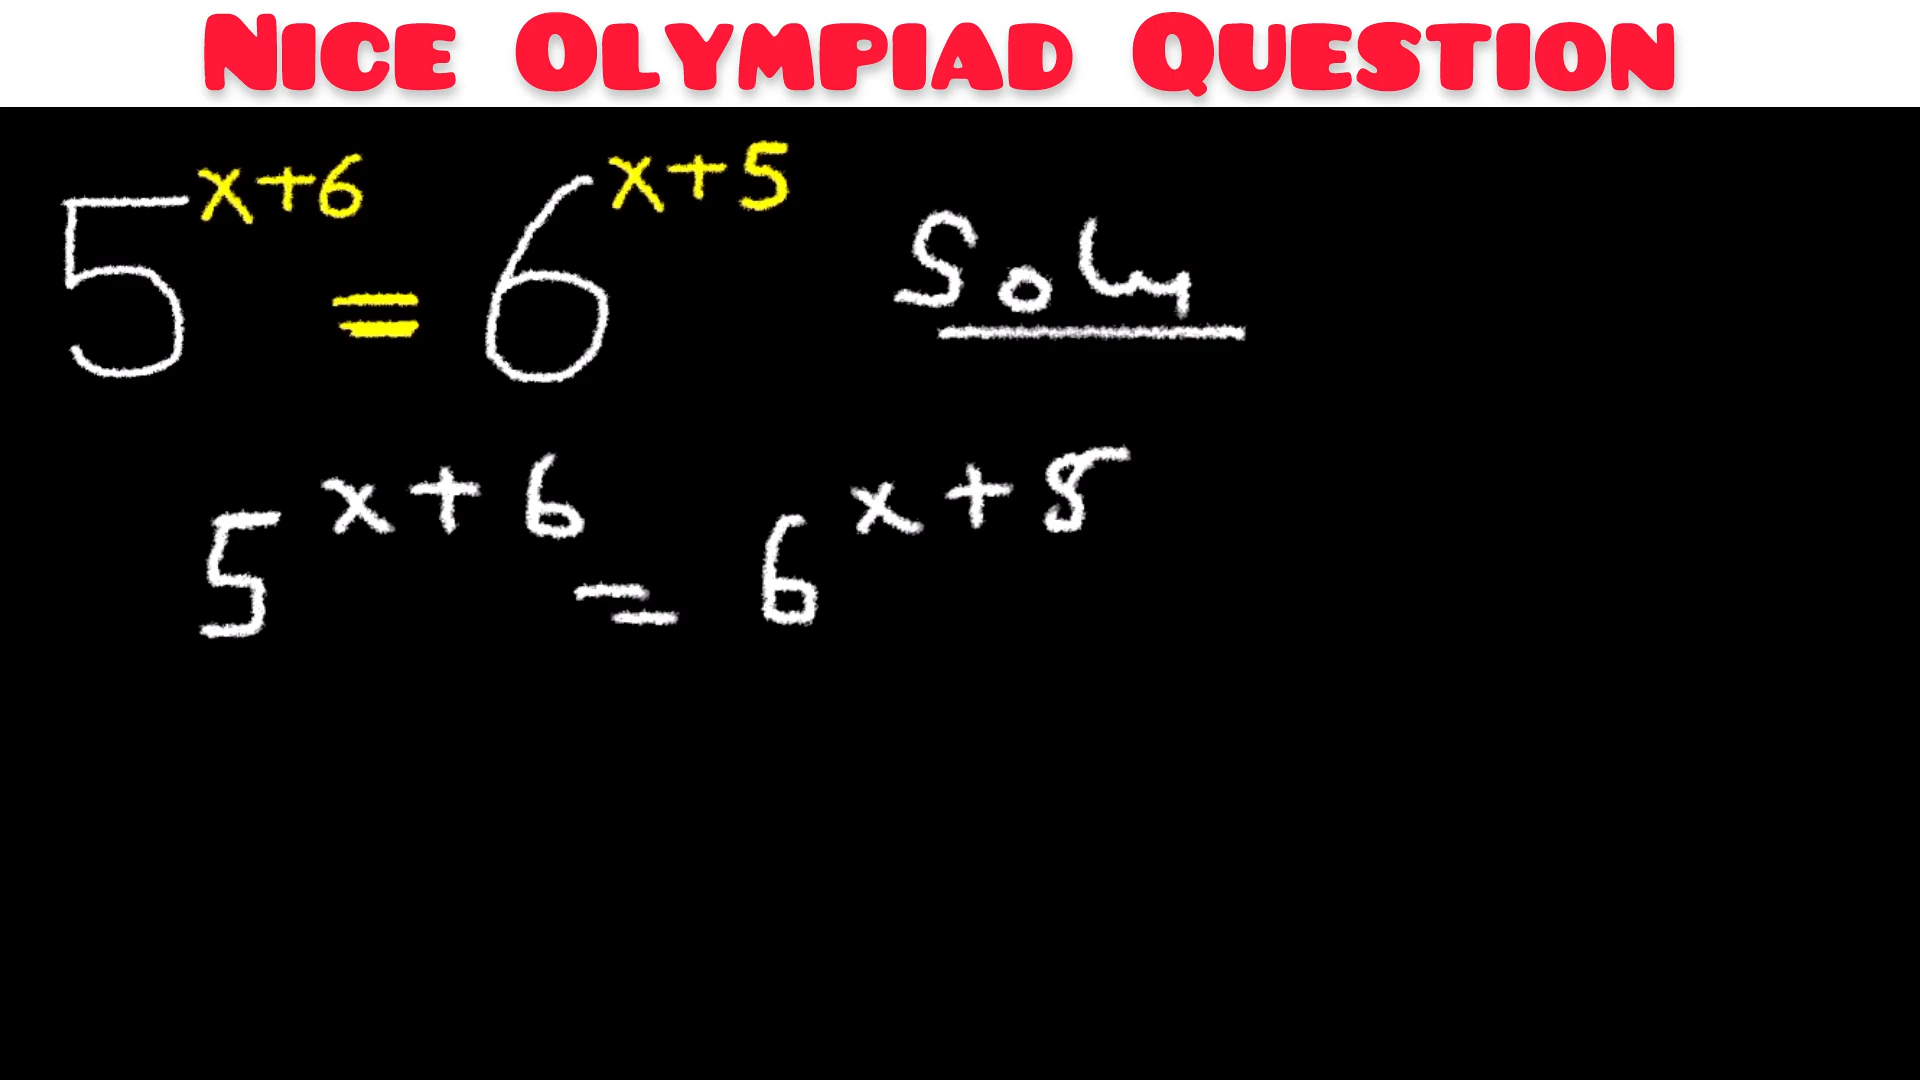 NICE OLYMPIAD QUESTION
5^{x+6} = 6^{x+5} Soln
5^{x+6} = 6^{x+5}